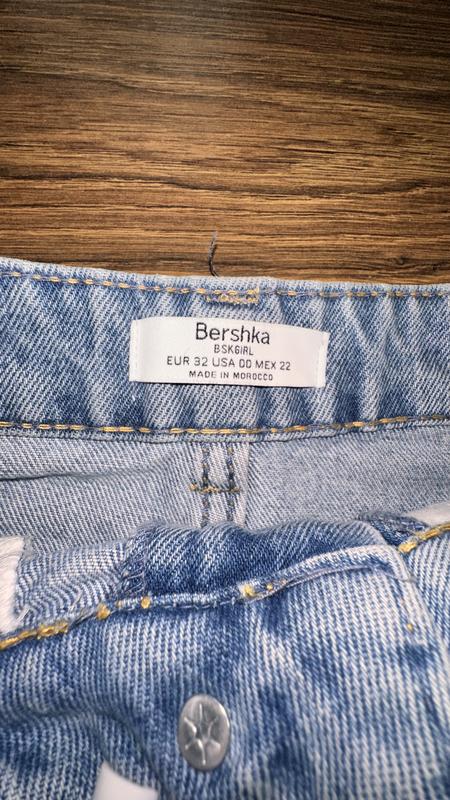 Bershka
BSKGIRL
EUR 32 USA 00 MEX 22
MADE IN MOROCCO